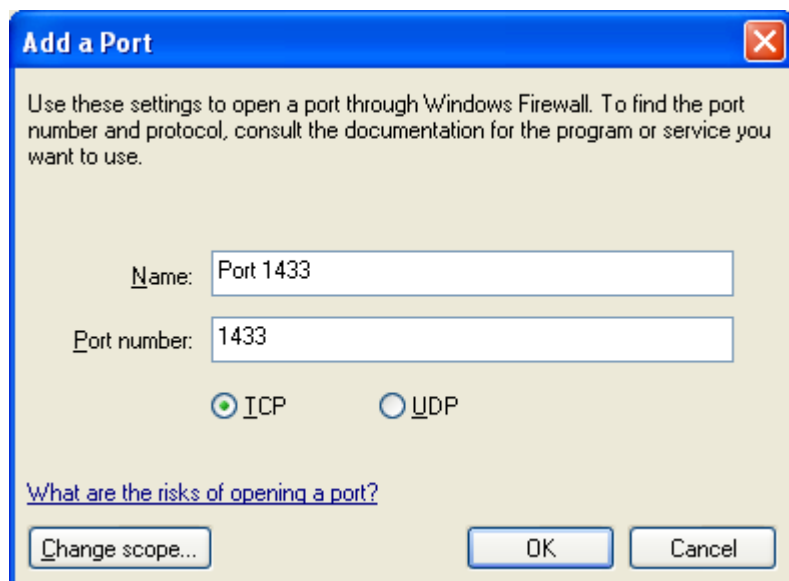 Add a Port
Use these settings to open a port through Windows Firewall. To find the port
number and protocol, consult the documentation for the program or service you
want to use.
Name: Port 1433
Port number: 1433
TCP UDP
What are the risks of opening a port?
Change scope... OK Cancel